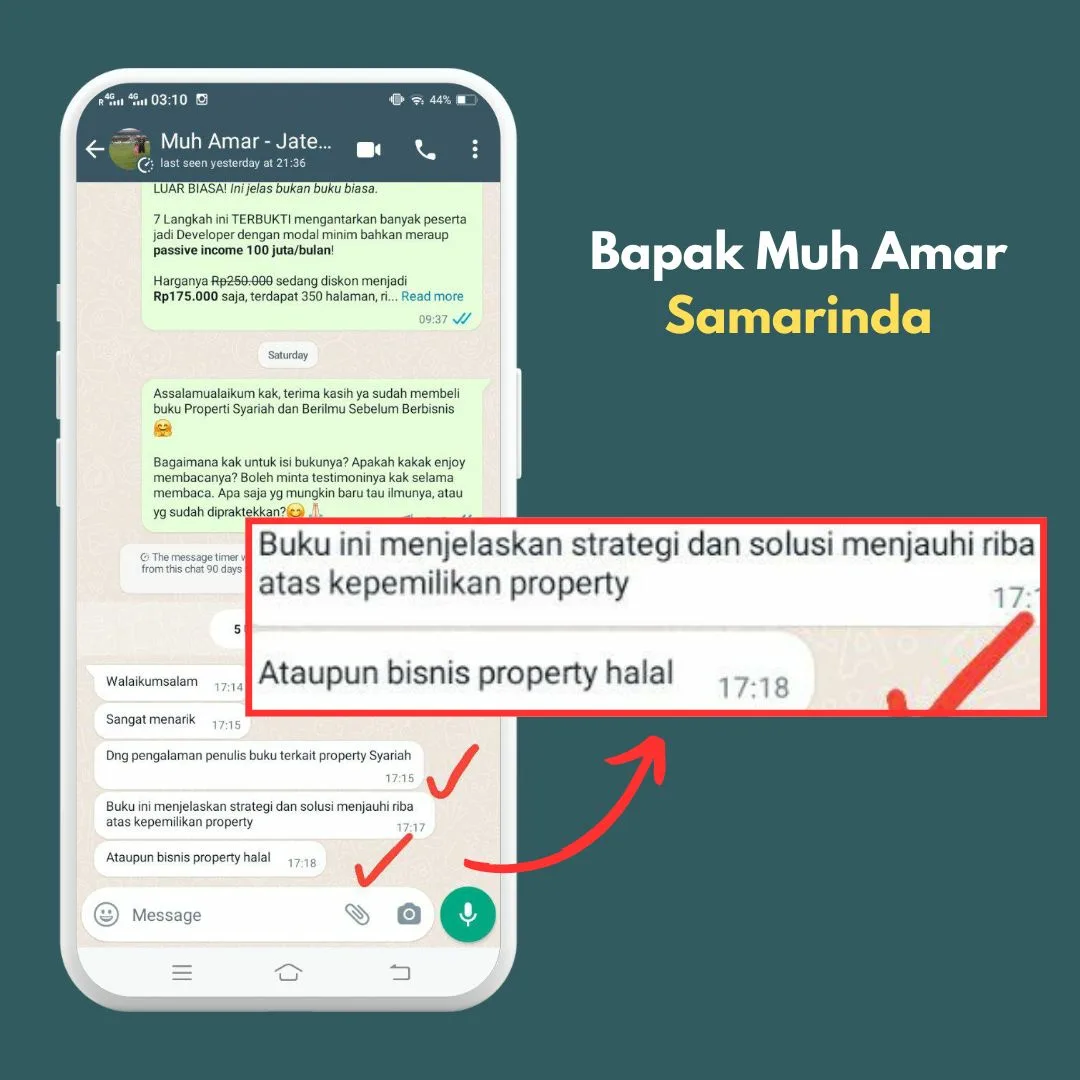 4G 4G 03:10 44%
R
Muh Amar - Jate...
last seen yesterday at 21:36
LUAR BIASA! Ini jelas bukan buku biasa.
7 Langkah ini TERBUKTI mengantarkan banyak peserta
jadi Developer dengan modal minim bahkan meraup
passive income 100 juta/bulan!
Harganya Rp250.000 sedang diskon menjadi
Rp175.000 saja, terdapat 350 halaman, ri... Read more
09:37
Saturday
Assalamualaikum kak, terima kasih ya sudah membeli
buku Properti Syariah dan Berilmu Sebelum Berbisnis
Bagaimana kak untuk isi bukunya? Apakah kakak enjoy
membacanya? Boleh minta testimoninya kak selama
membaca. Apa saja yg mungkin baru tau ilmunya, atau
yg sudah dipraktekkan?
The message timer
from this chat 90 days
5
Walaikumsalam 17:14
Sangat menarik 17:15
Dng pengalaman penulis buku terkait property Syariah
17:15
Buku ini menjelaskan strategi dan solusi menjauhi riba
atas kepemilikan property
17:17
Ataupun bisnis property halal 17:18
Message
Bapak Muh Amar
Samarinda
Buku ini menjelaskan strategi dan solusi menjauhi riba
atas kepemilikan property
Ataupun bisnis property halal 17:18